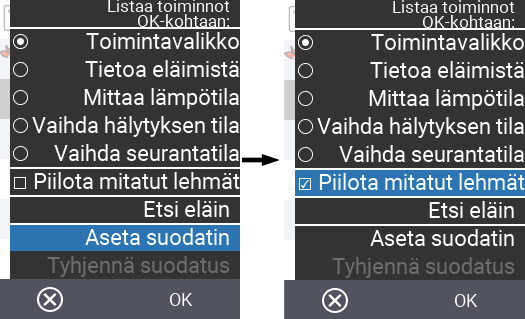 Listaa toiminnot
OK-kohtaan:
Toimintavalikko
Tietoa eläimistä
Mittaa lämpötila
Vaihda hälytyksen tila
Vaihda seurantatila
Piilota mitatut lehmät
Etsi eläin
Aseta suodatin
Tyhjennä suodatus
OK
Listaa toiminnot
OK-kohtaan:
Toimintavalikko
Tietoa eläimistä
Mittaa lämpötila
Vaihda hälytyksen tila
Vaihda seurantatila
Piilota mitatut lehmät
Etsi eläin
Aseta suodatin
Tyhjennä suodatus
OK